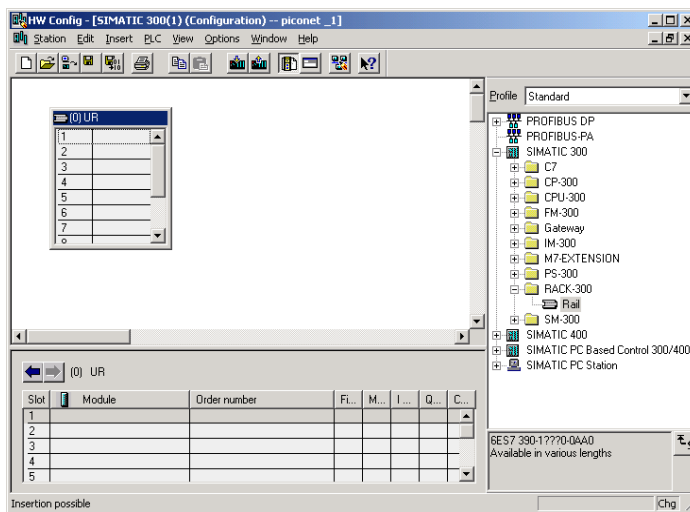 HW Config - [SIMATIC 300(1) (Configuration) -- piconet _1]
Station Edit Insert PLC View Options Window Help
(0) UR
1
2
3
4
5
6
7
Profile Standard
PROFIBUS DP
PROFIBUS-PA
SIMATIC 300
C7
CP-300
CPU-300
FM-300
Gateway
IM-300
M7-EXTENSION
PS-300
RACK-300
Rail
SM-300
SIMATIC 400
SIMATIC PC Based Control 300/400
SIMATIC PC Station
(0) UR
Slot Module Order number Fi... M... I ... Q... C...
1
2
3
4
5
6ES7 390-1???0-0AA0
Available in various lengths
Insertion possible Chg